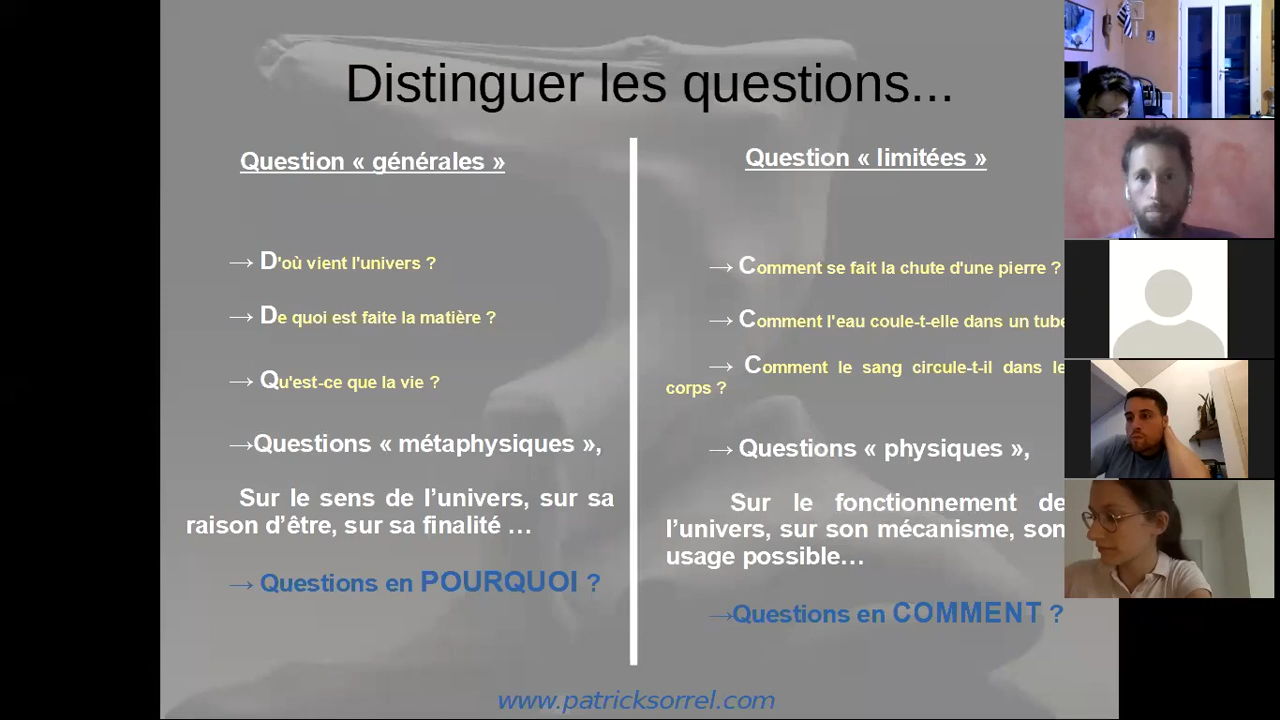 Distinguer les questions...
Question « générales »
→ D'où vient l'univers ?
→ De quoi est faite la matière ?
→ Qu'est-ce que la vie ?
→Questions « métaphysiques »,
Sur le sens de l’univers, sur sa
raison d’être, sur sa finalité …
→ Questions en POURQUOI ?
Question « limitées »
→ Comment se fait la chute d'une pierre ?
→ Comment l'eau coule-t-elle dans un tube
→ Comment le sang circule-t-il dans le
corps ?
→ Questions « physiques »,
Sur le fonctionnement de
l’univers, sur son mécanisme, son
usage possible…
→Questions en COMMENT ?
www.patricksorrel.com